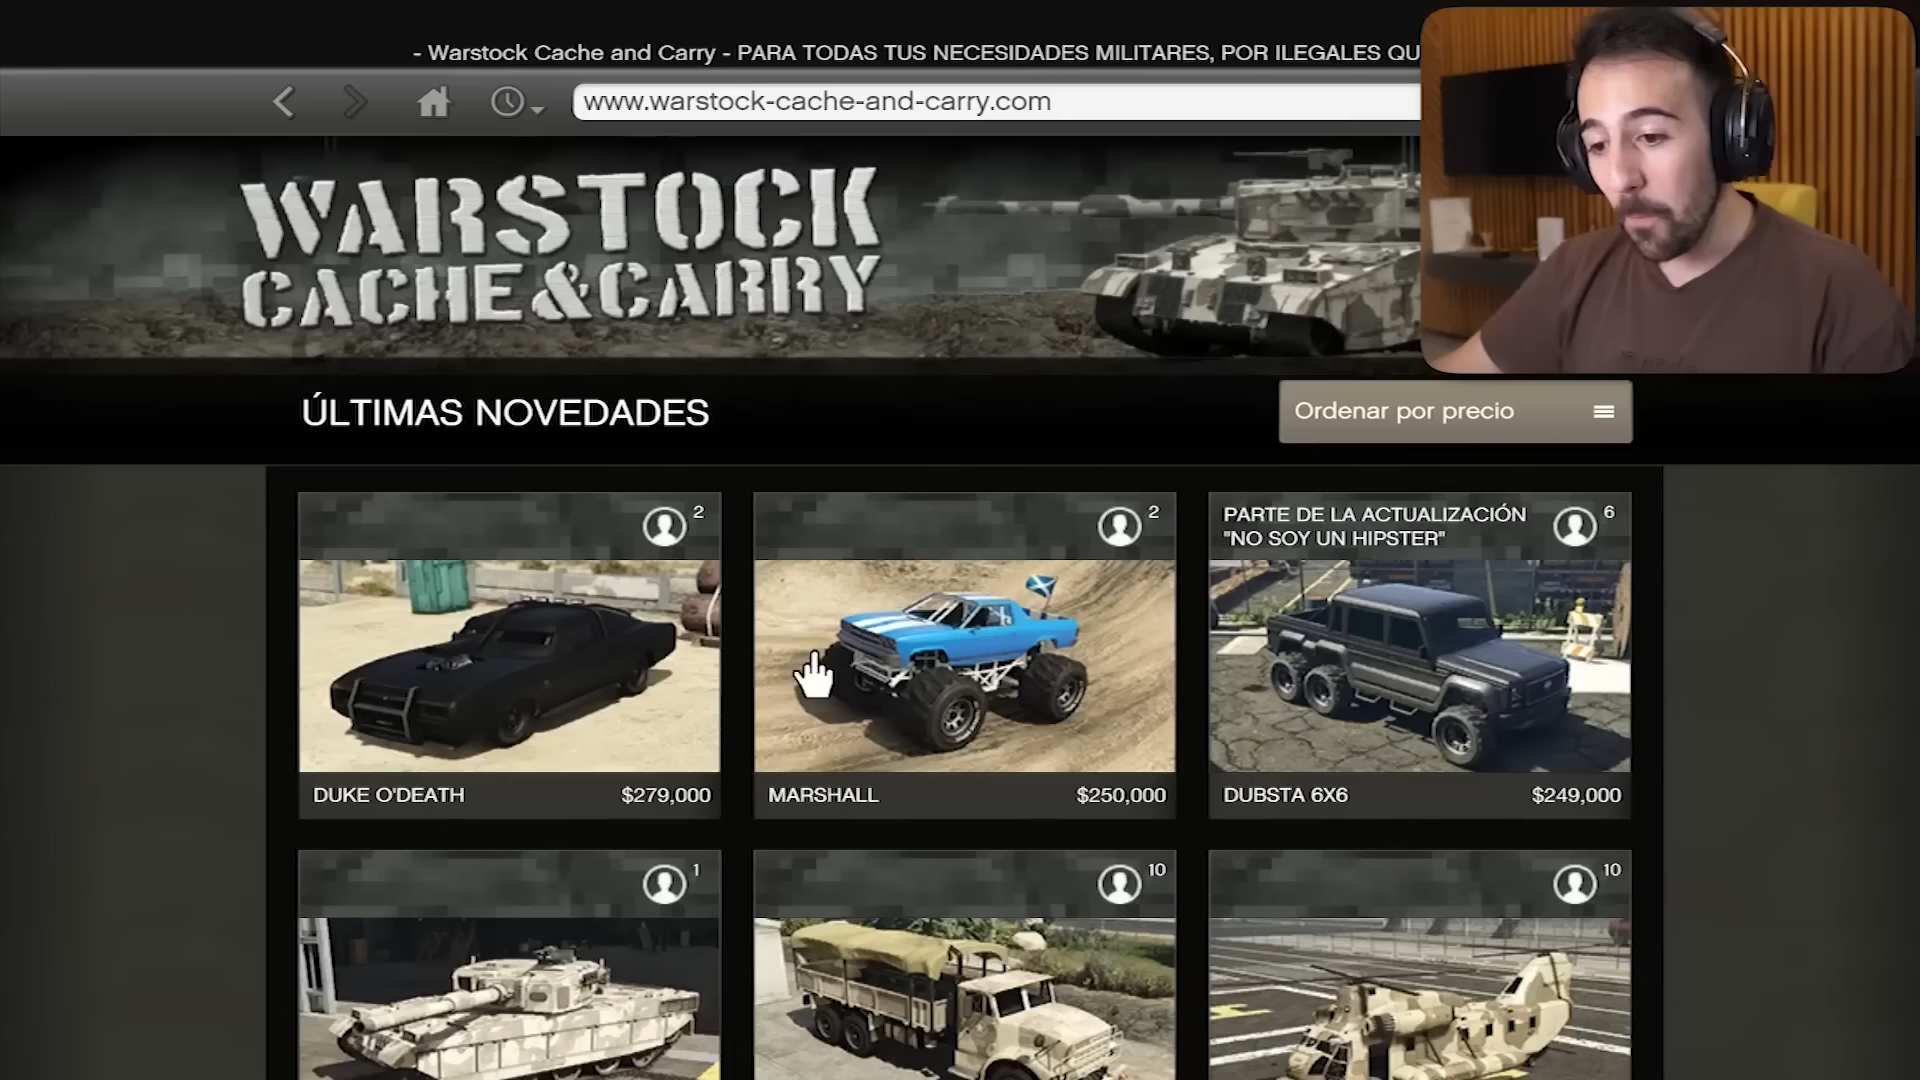 - Warstock Cache and Carry - PARA TODAS TUS NECESIDADES MILITARES, POR ILEGALES QU
www.warstock-cache-and-carry.com
WARSTOCK
CACHE&CARRY
ÚLTIMAS NOVEDADES
Ordenar por precio
2
2
PARTE DE LA ACTUALIZACIÓN
"NO SOY UN HIPSTER"
6
DUKE O'DEATH $279,000
MARSHALL $250,000
DUBSTA 6X6 $249,000
1
10
10